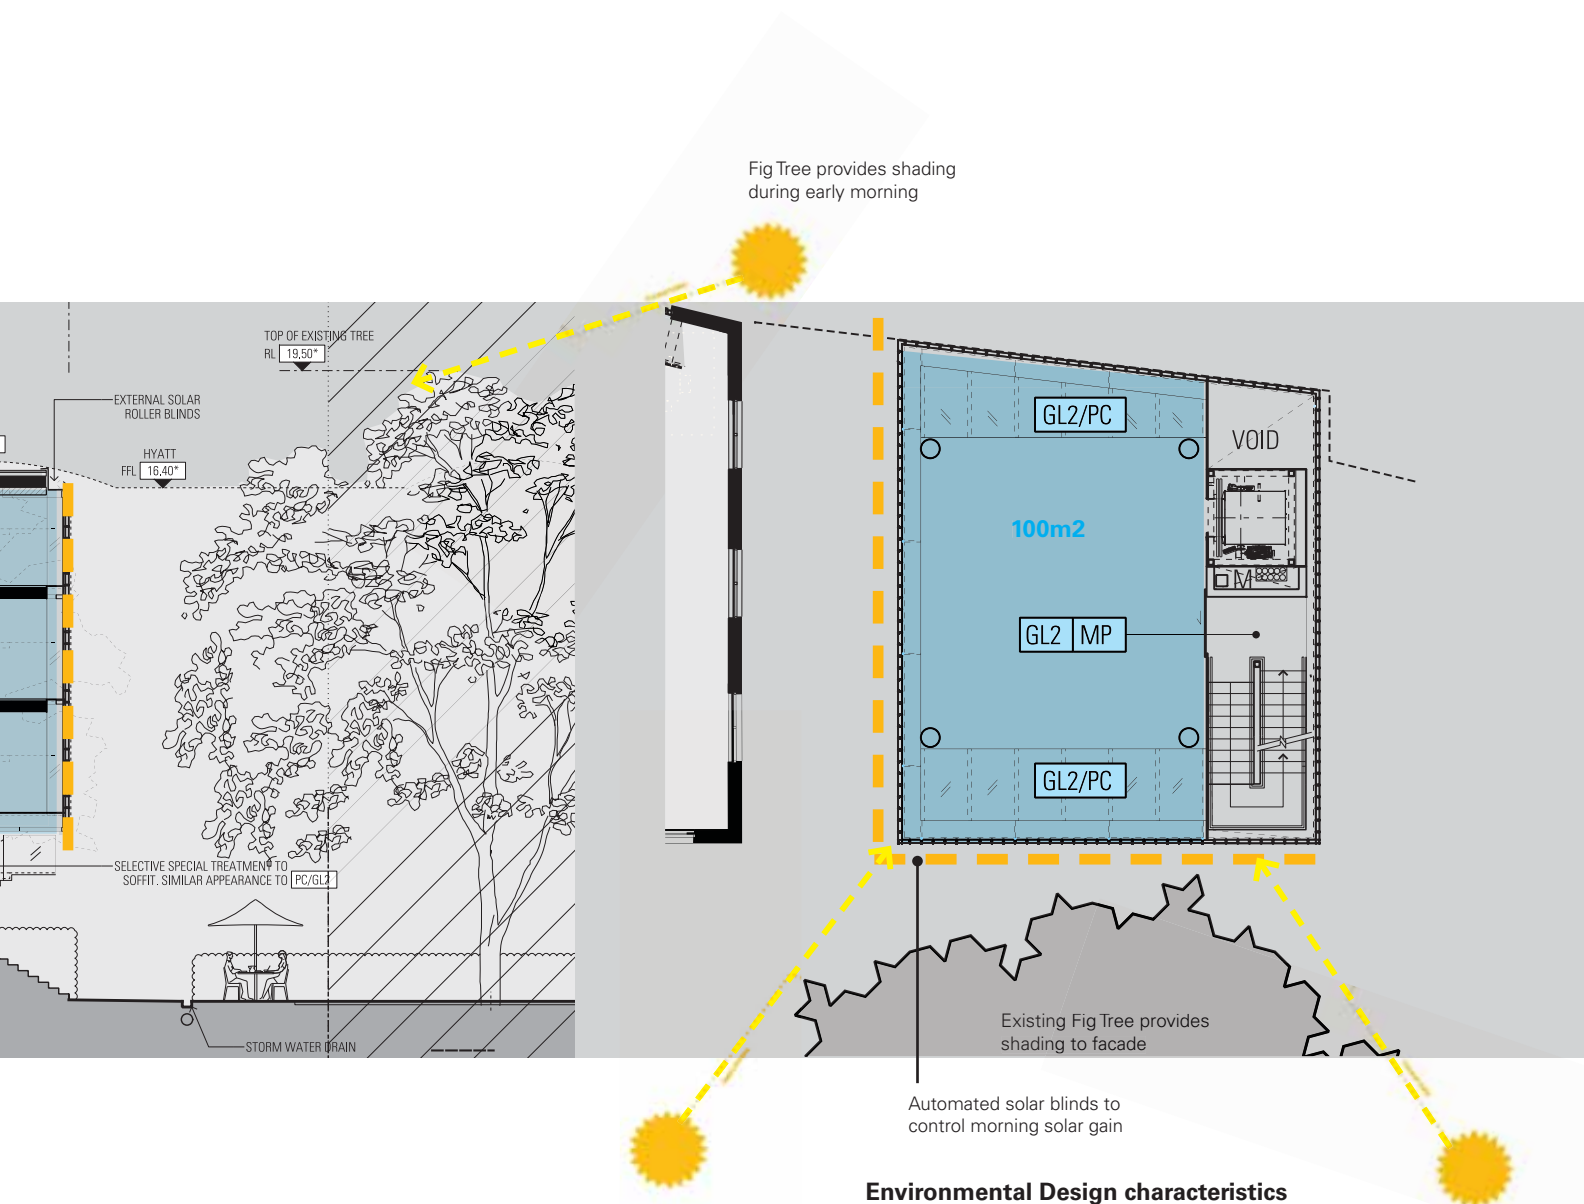 Fig Tree provides shading
during early morning
TOP OF EXISTING TREE
RL 19,50*
EXTERNAL SOLAR
ROLLER BLINDS
HYATT
FFL 16,40*
GL2/PC
VOID
100m2
M
GL2 MP
GL2/PC
SELECTIVE SPECIAL TREATMENT TO
SOFFIT. SIMILAR APPEARANCE TO PC/GL2
STORM WATER DRAIN
N
Existing Fig Tree provides
shading to facade
Automated solar blinds to
control morning solar gain
Environmental Design characteristics